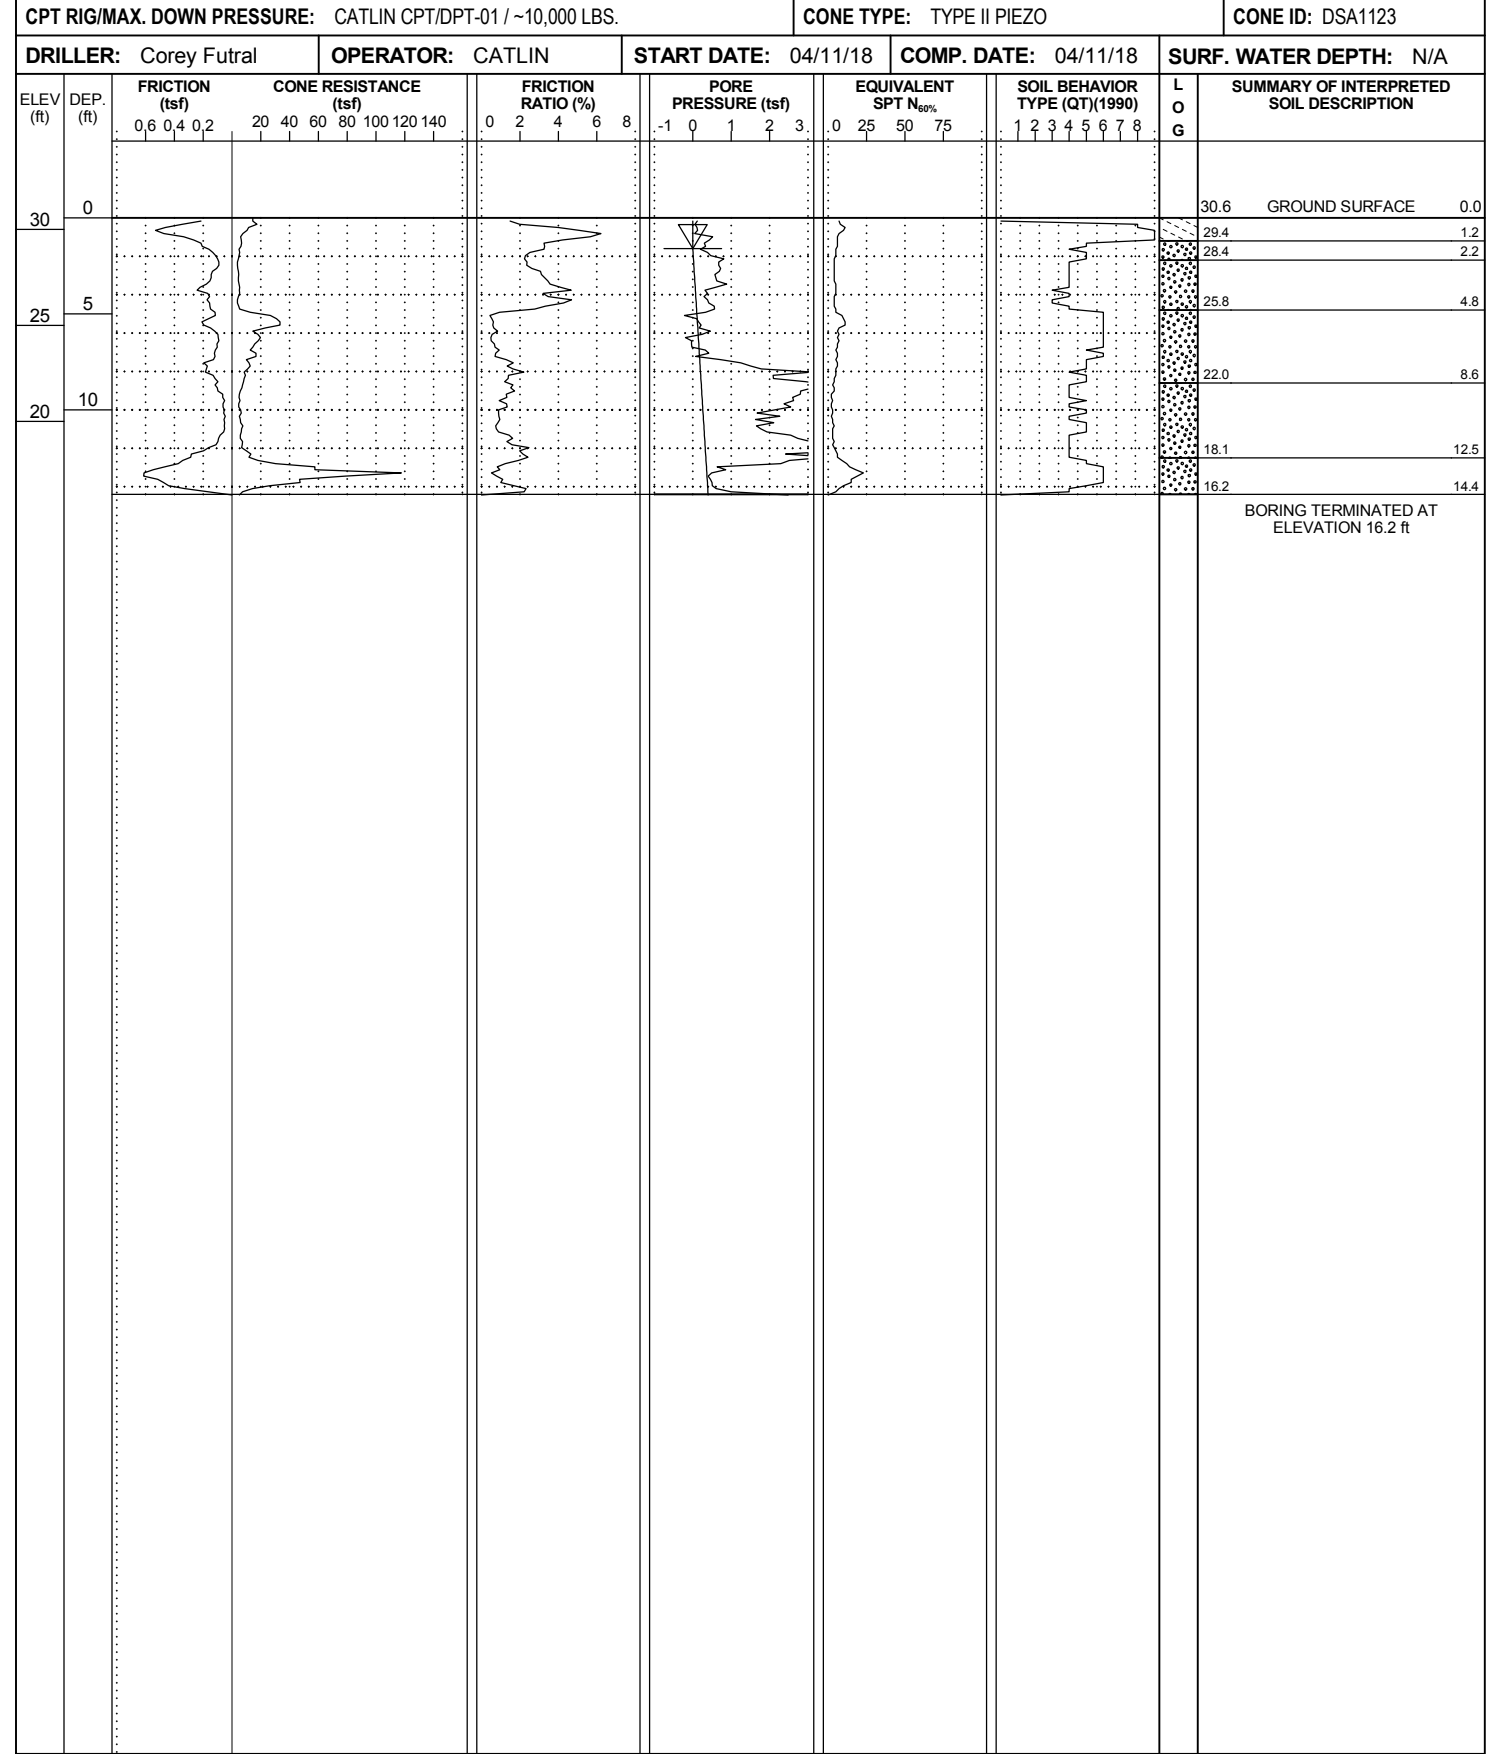 CPT RIG/MAX. DOWN PRESSURE: CATLIN CPT/DPT-01 / ~10,000 LBS. CONE TYPE: TYPE II PIEZO CONE ID: DSA1123
DRILLER: Corey Futral OPERATOR: CATLIN START DATE: 04/11/18 COMP. DATE: 04/11/18 SURF. WATER DEPTH: N/A
ELEV (ft)
DEP. (ft)
FRICTION (tsf)
0.6 0.4 0.2
CONE RESISTANCE (tsf)
20 40 60 80 100 120 140
FRICTION RATIO (%)
0 2 4 6 8
PORE PRESSURE (tsf)
-1 0 1 2 3
EQUIVALENT SPT N60%
0 25 50 75
SOIL BEHAVIOR TYPE (QT)(1990)
1 2 3 4 5 6 7 8
LOG
SUMMARY OF INTERPRETED SOIL DESCRIPTION
0
30
30.6 GROUND SURFACE 0.0
29.4 1.2
28.4 2.2
5
25
25.8 4.8
22.0 8.6
10
20
18.1 12.5
16.2 14.4
BORING TERMINATED AT
ELEVATION 16.2 ft